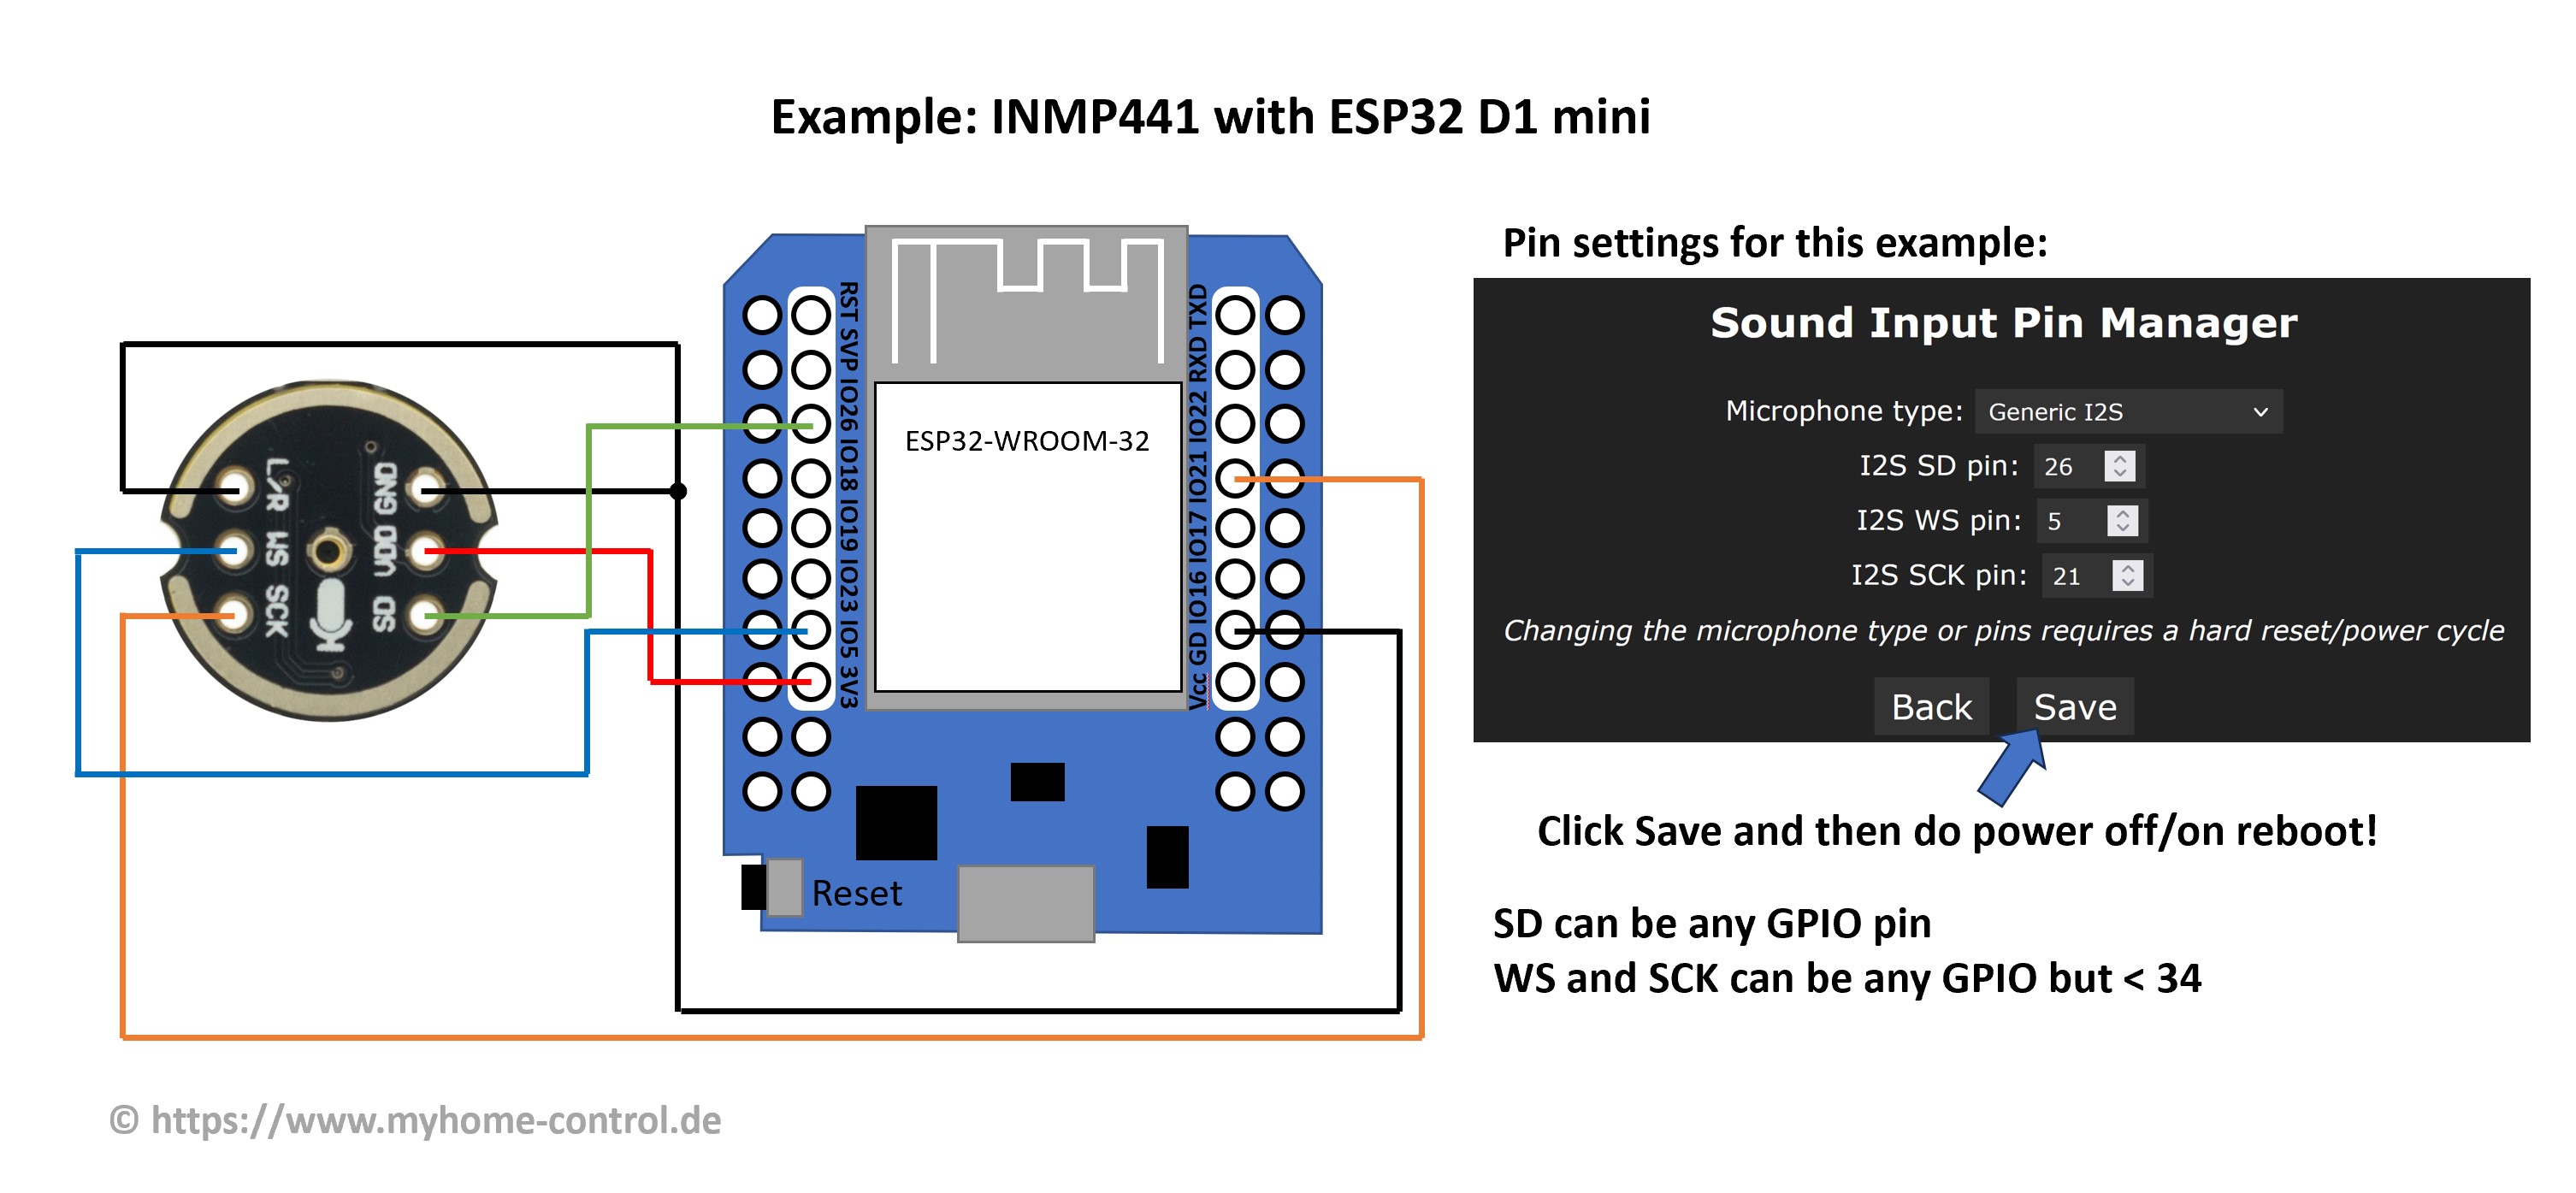 Example: INMP441 with ESP32 D1 mini
Pin settings for this example:
Sound Input Pin Manager
Microphone type: Generic I2S
I2S SD pin: 26
I2S WS pin: 5
I2S SCK pin: 21
Changing the microphone type or pins requires a hard reset/power cycle
Back Save
Click Save and then do power off/on reboot!
SD can be any GPIO pin
WS and SCK can be any GPIO but < 34
L/R WS SCK
GND VDD SD
RST SVP IO26 IO18 IO19 IO23 IO5 3V3
ESP32-WROOM-32
Vcc GD IO16 IO17 IO21 IO22 RXD TXD
Reset
© https://www.myhome-control.de